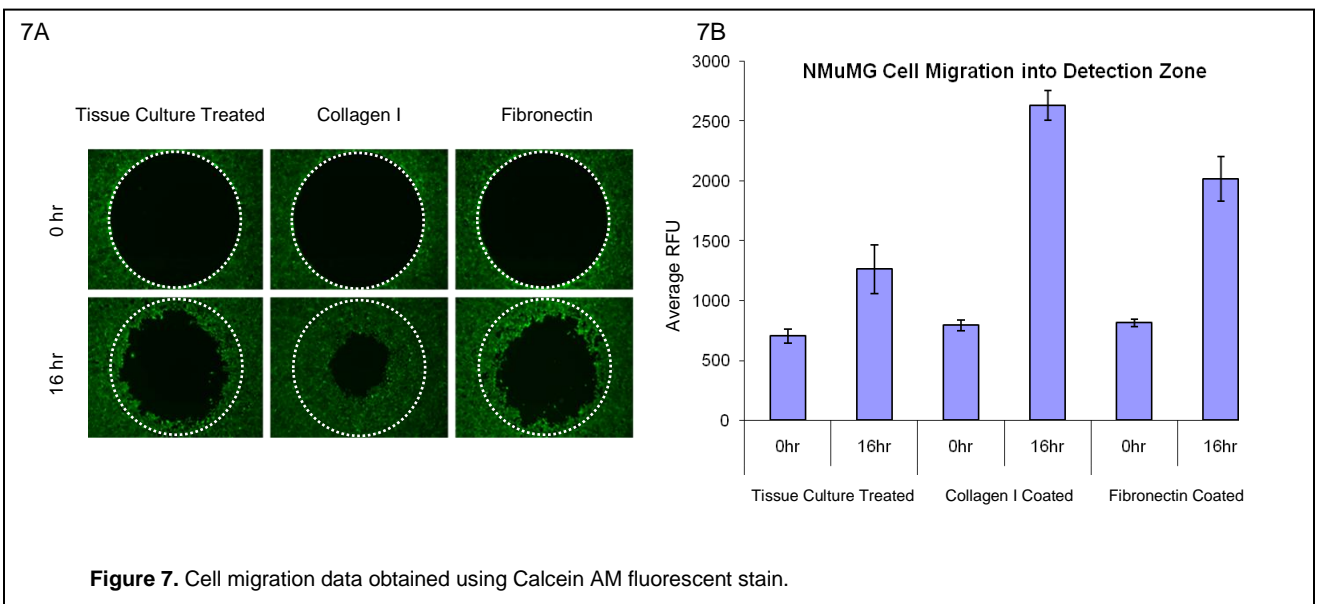 7A
Tissue Culture Treated Collagen I Fibronectin
0 hr
16 hr
7B
NMuMG Cell Migration into Detection Zone
Average RFU
3000
2500
2000
1500
1000
500
0
0hr 16hr 0hr 16hr 0hr 16hr
Tissue Culture Treated Collagen I Coated Fibronectin Coated
Figure 7. Cell migration data obtained using Calcein AM fluorescent stain.